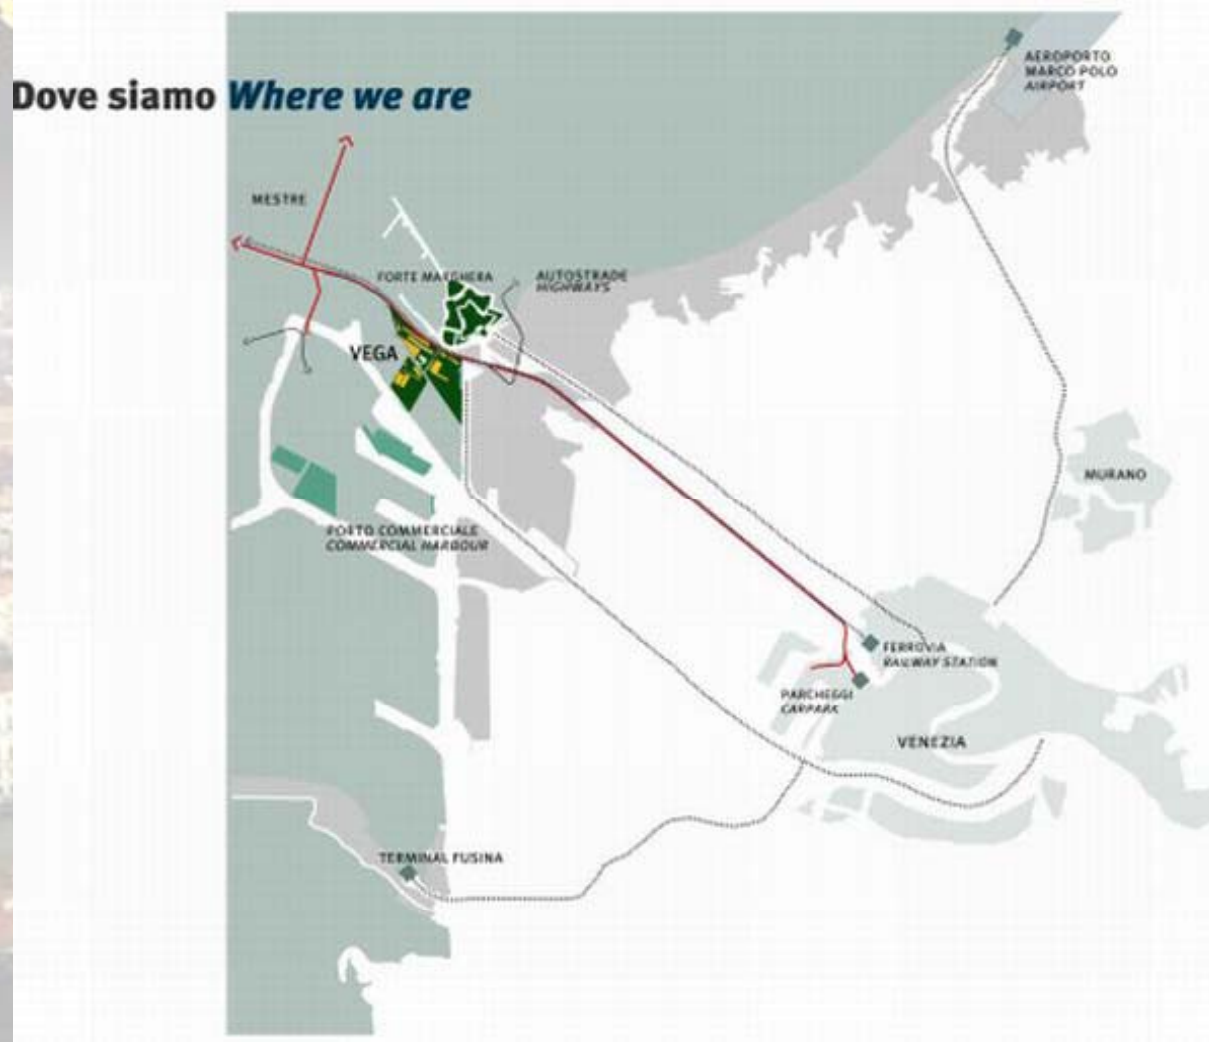 Dove siamo Where we are
AEROPORTO
MARCO POLO
AIRPORT
MESTRE
FORTE MARGHERA
AUTOSTRADE
HIGHWAYS
VEGA
MURANO
PORTO COMMERCIALE
COMMERCIAL HARBOUR
FERROVIA
RAILWAY STATION
PARCHEGGI
CARPARK
VENEZIA
TERMINAL FUSINA